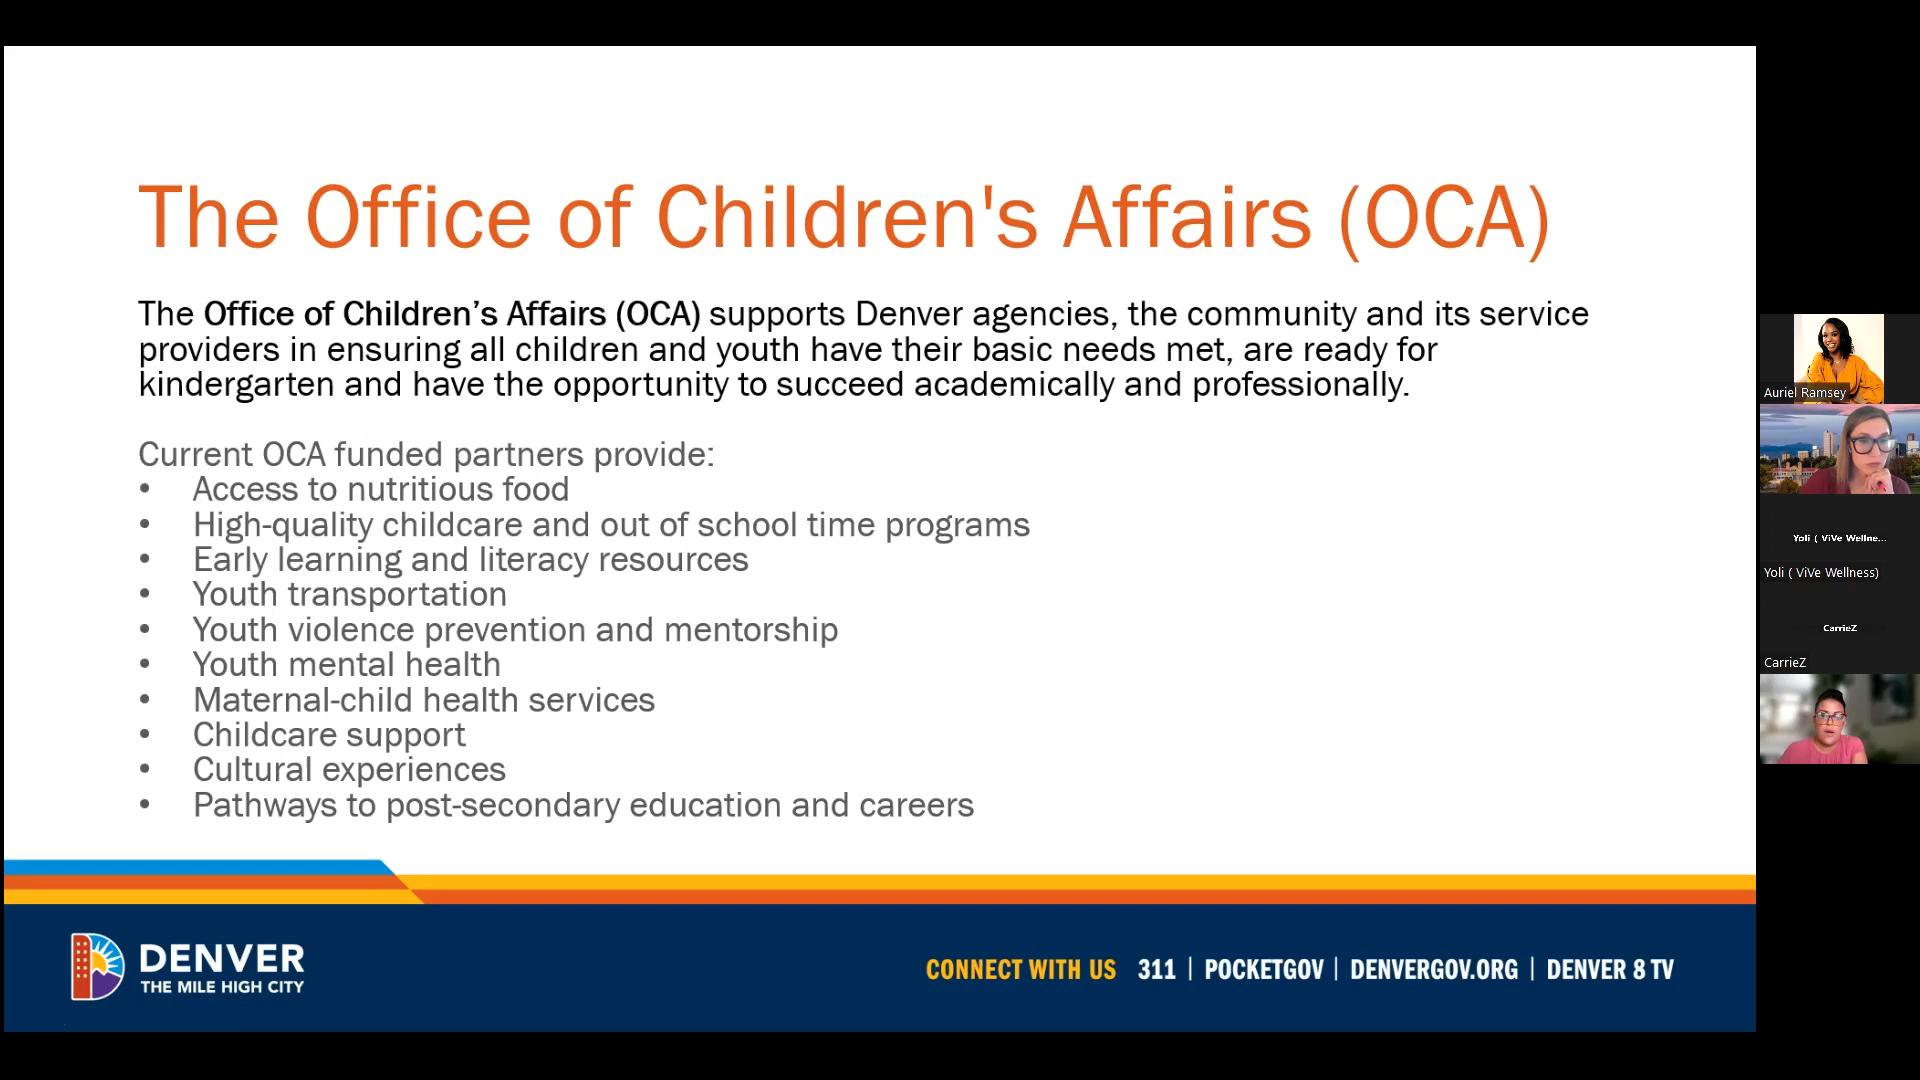 The Office of Children's Affairs (OCA)
The Office of Children’s Affairs (OCA) supports Denver agencies, the community and its service
providers in ensuring all children and youth have their basic needs met, are ready for
kindergarten and have the opportunity to succeed academically and professionally.
Current OCA funded partners provide:
• Access to nutritious food
• High-quality childcare and out of school time programs
• Early learning and literacy resources
• Youth transportation
• Youth violence prevention and mentorship
• Youth mental health
• Maternal-child health services
• Childcare support
• Cultural experiences
• Pathways to post-secondary education and careers
DENVER
THE MILE HIGH CITY
CONNECT WITH US 311 | POCKETGOV | DENVERGOV.ORG | DENVER 8 TV
Auriel Ramsey
Yoli ( ViVe Wellne...
Yoli ( ViVe Wellness)
CarrieZ
CarrieZ